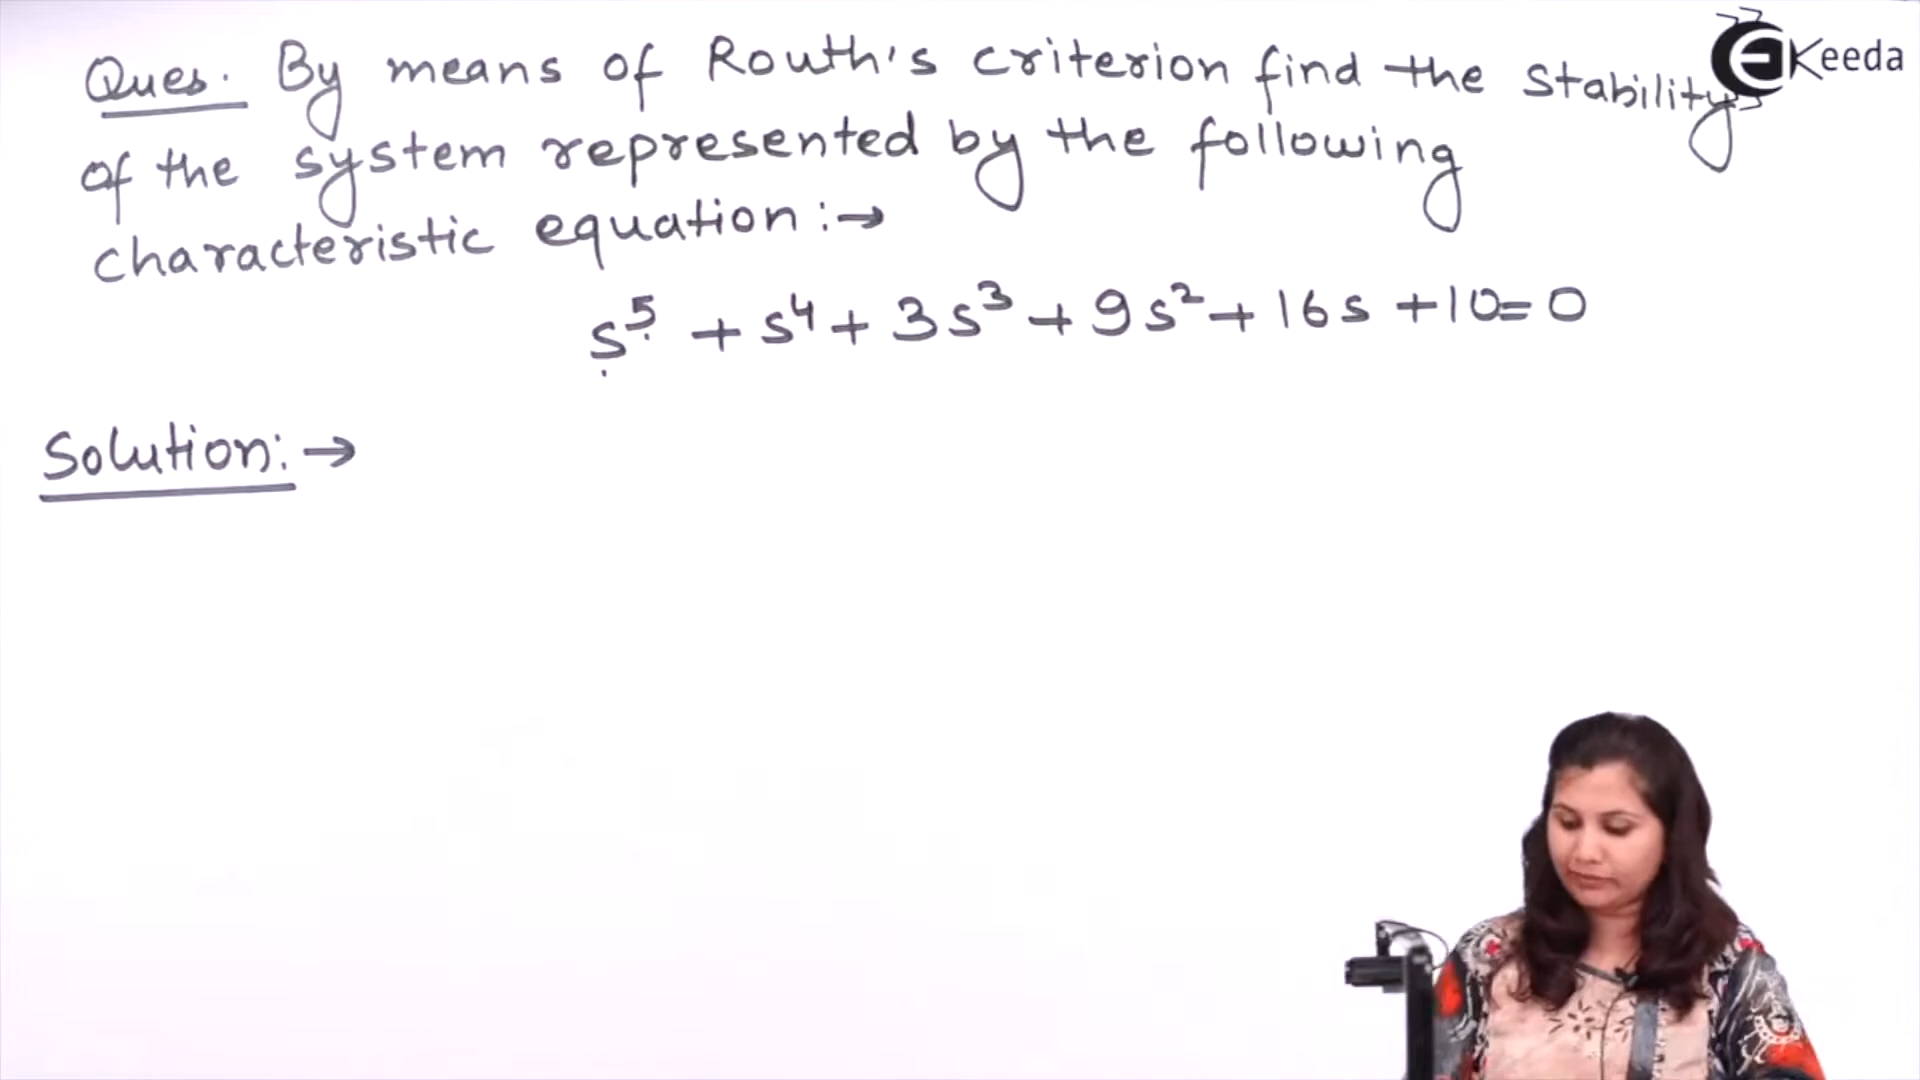 Ques. By means of Routh's criterion find the stability
of the system represented by the following
characteristic equation :→
s⁵ + s⁴ + 3s³ + 9s² + 16s + 10 = 0
Solution: →
Keeda